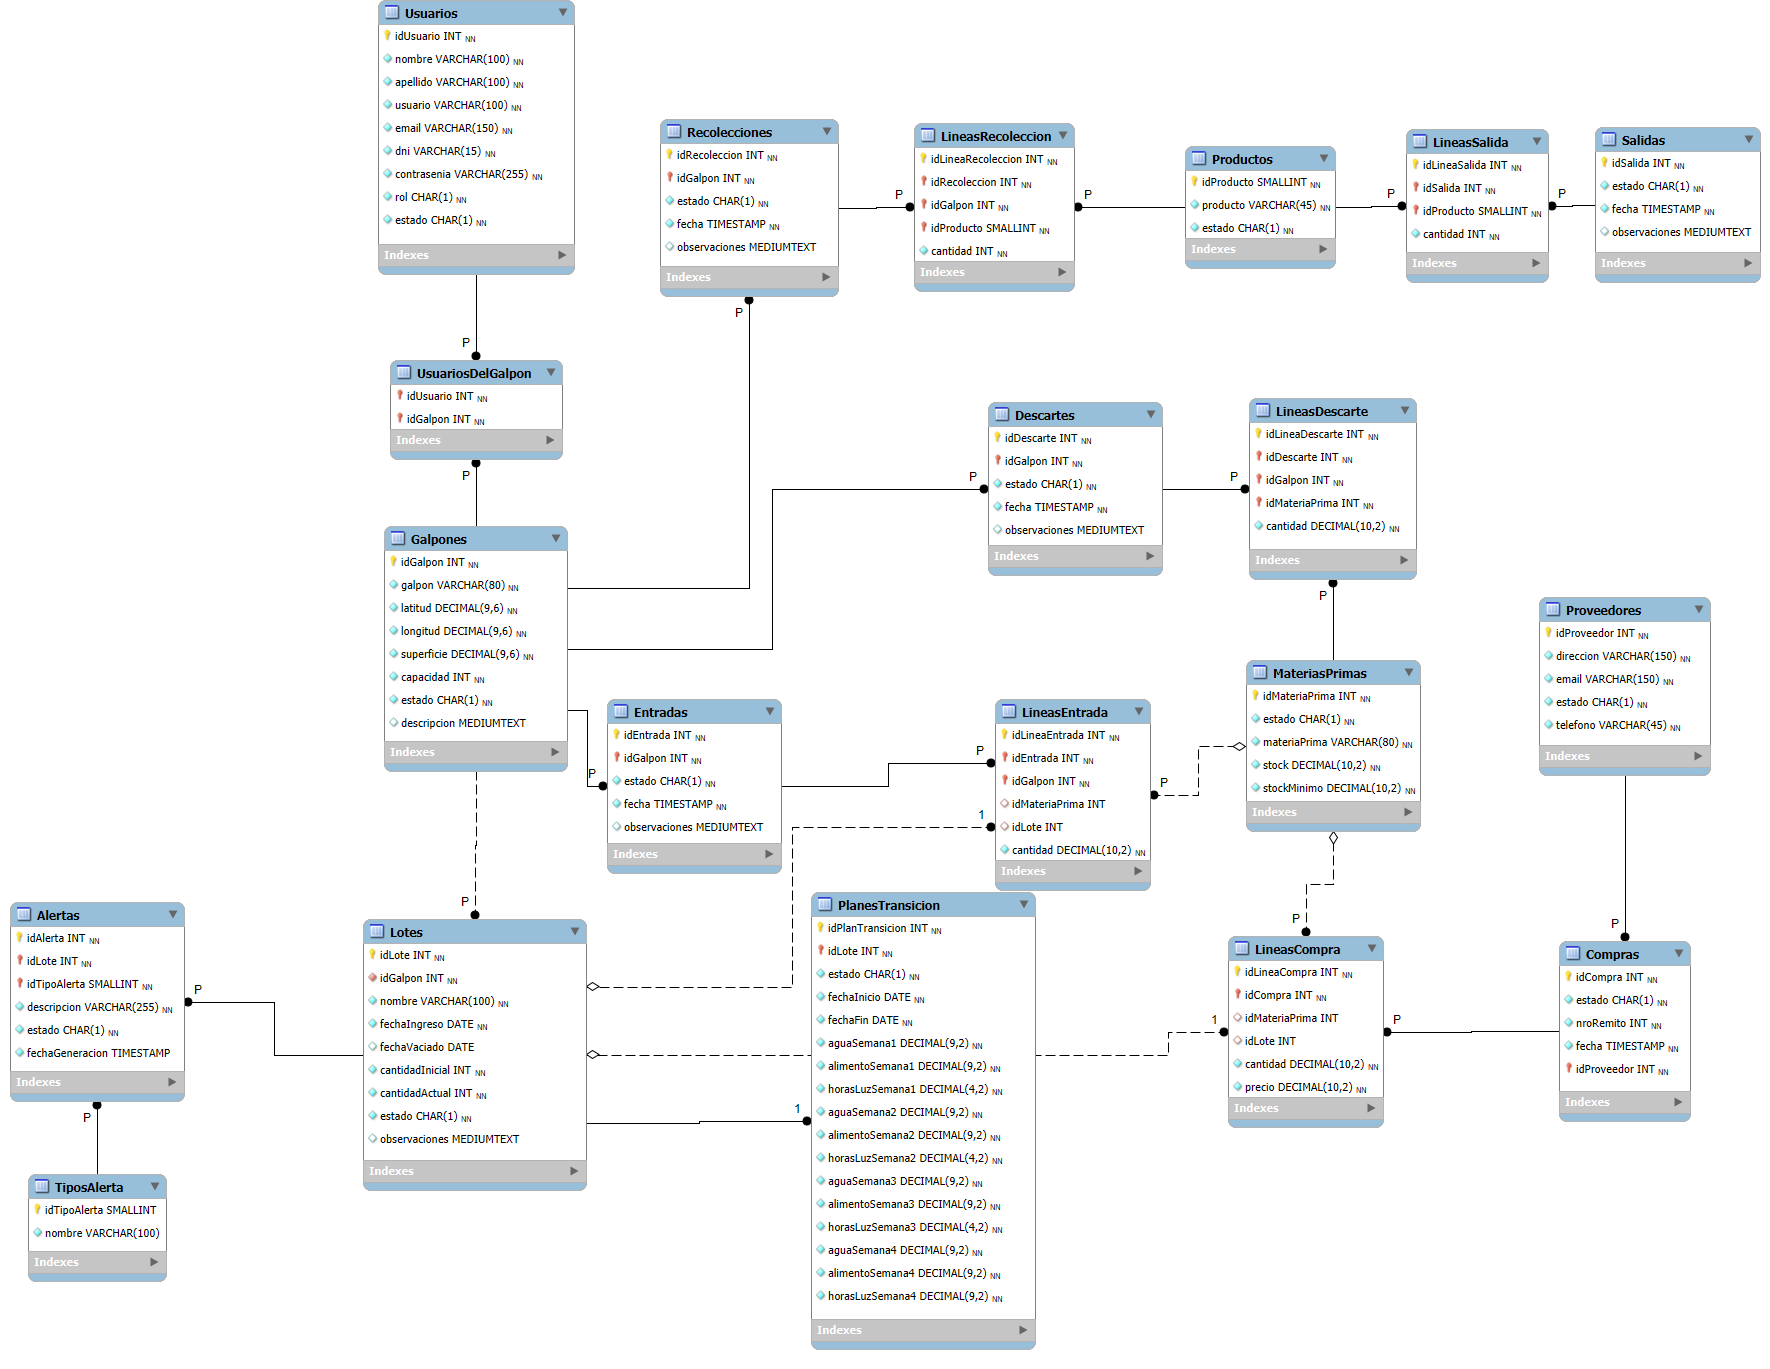 Usuarios
idUsuario INT NN
nombre VARCHAR(100) NN
apellido VARCHAR(100) NN
usuario VARCHAR(100) NN
email VARCHAR(150) NN
dni VARCHAR(15) NN
contrasenia VARCHAR(255) NN
rol CHAR(1) NN
estado CHAR(1) NN
Indexes
P
UsuariosDelGalpon
idUsuario INT NN
idGalpon INT NN
Indexes
P
Recolecciones
idRecoleccion INT NN
idGalpon INT NN
estado CHAR(1) NN
fecha TIMESTAMP NN
observaciones MEDIUMTEXT
Indexes
P
P
LineasRecoleccion
idLineaRecoleccion INT NN
idRecoleccion INT NN
idGalpon INT NN
idProducto SMALLINT NN
cantidad INT NN
Indexes
P
Productos
idProducto SMALLINT NN
producto VARCHAR(45) NN
estado CHAR(1) NN
Indexes
P
LineasSalida
idLineaSalida INT NN
idSalida INT NN
idProducto SMALLINT NN
cantidad INT NN
Indexes
P
Salidas
idSalida INT NN
estado CHAR(1) NN
fecha TIMESTAMP NN
observaciones MEDIUMTEXT
Indexes
Galpones
idGalpon INT NN
galpon VARCHAR(80) NN
latitud DECIMAL(9,6) NN
longitud DECIMAL(9,6) NN
superficie DECIMAL(9,6) NN
capacidad INT NN
estado CHAR(1) NN
descripcion MEDIUMTEXT
Indexes
P
Descartes
idDescarte INT NN
idGalpon INT NN
estado CHAR(1) NN
fecha TIMESTAMP NN
observaciones MEDIUMTEXT
Indexes
P
LineasDescarte
idLineaDescarte INT NN
idDescarte INT NN
idGalpon INT NN
idMateriaPrima INT NN
cantidad DECIMAL(10,2) NN
Indexes
P
P
Entradas
idEntrada INT NN
idGalpon INT NN
estado CHAR(1) NN
fecha TIMESTAMP NN
observaciones MEDIUMTEXT
Indexes
P
LineasEntrada
idLineaEntrada INT NN
idEntrada INT NN
idGalpon INT NN
idMateriaPrima INT
idLote INT
cantidad DECIMAL(10,2) NN
Indexes
1
P
MateriasPrimas
idMateriaPrima INT NN
estado CHAR(1) NN
materiaPrima VARCHAR(80) NN
stock DECIMAL(10,2) NN
stockMinimo DECIMAL(10,2) NN
Indexes
Proveedores
idProveedor INT NN
direccion VARCHAR(150) NN
email VARCHAR(150) NN
estado CHAR(1) NN
telefono VARCHAR(45) NN
Indexes
P
Alertas
idAlerta INT NN
idLote INT NN
idTipoAlerta SMALLINT NN
descripcion VARCHAR(255) NN
estado CHAR(1) NN
fechaGeneracion TIMESTAMP
Indexes
P
P
TiposAlerta
idTipoAlerta SMALLINT
nombre VARCHAR(100)
Indexes
P
Lotes
idLote INT NN
idGalpon INT NN
nombre VARCHAR(100) NN
fechaIngreso DATE NN
fechaVaciado DATE
cantidadInicial INT NN
cantidadActual INT NN
estado CHAR(1) NN
observaciones MEDIUMTEXT
Indexes
1
PlanesTransicion
idPlanTransicion INT NN
idLote INT NN
estado CHAR(1) NN
fechaInicio DATE NN
fechaFin DATE NN
aguaSemana1 DECIMAL(9,2) NN
alimentoSemana1 DECIMAL(9,2) NN
horasLuzSemana1 DECIMAL(4,2) NN
aguaSemana2 DECIMAL(9,2) NN
alimentoSemana2 DECIMAL(9,2) NN
horasLuzSemana2 DECIMAL(4,2) NN
aguaSemana3 DECIMAL(9,2) NN
alimentoSemana3 DECIMAL(9,2) NN
horasLuzSemana3 DECIMAL(4,2) NN
aguaSemana4 DECIMAL(9,2) NN
alimentoSemana4 DECIMAL(9,2) NN
horasLuzSemana4 DECIMAL(9,2) NN
Indexes
P
1
LineasCompra
idLineaCompra INT NN
idCompra INT NN
idMateriaPrima INT
idLote INT
cantidad DECIMAL(10,2) NN
precio DECIMAL(10,2) NN
Indexes
P
Compras
idCompra INT NN
estado CHAR(1) NN
nroRemito INT NN
fecha TIMESTAMP NN
idProveedor INT NN
Indexes